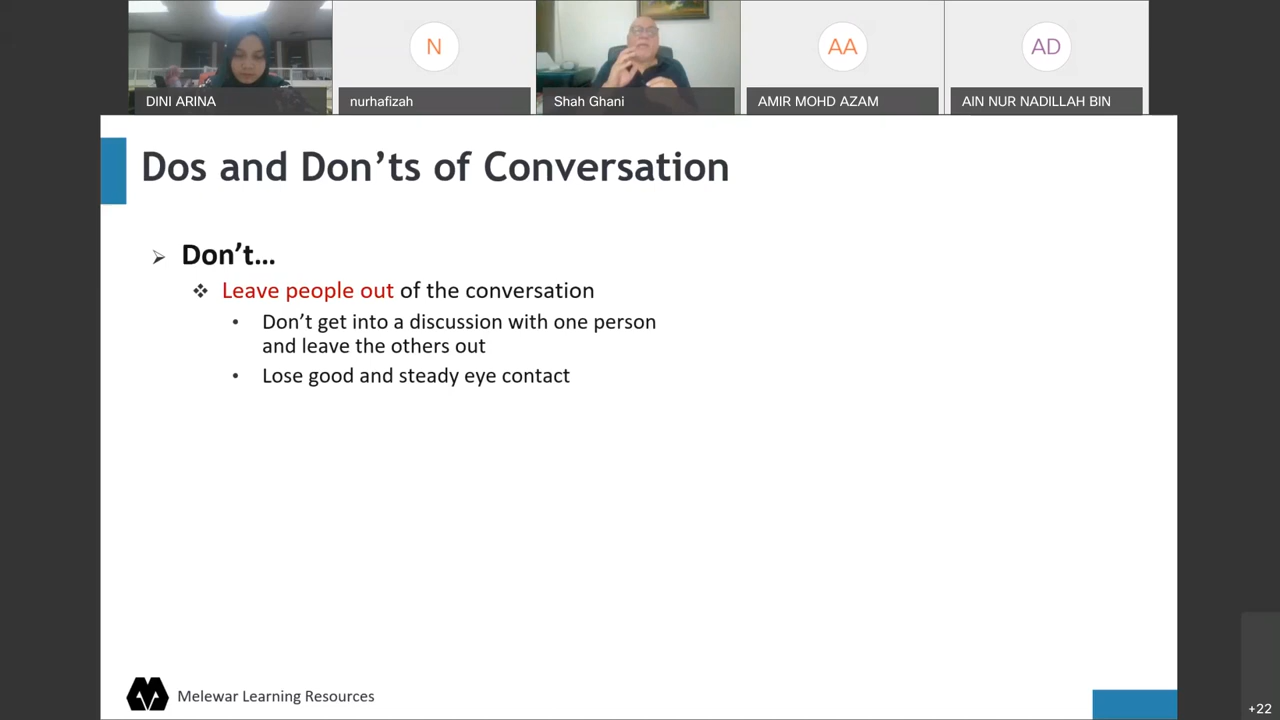 N
AA
AD
DINI ARINA
nurhafizah
Shah Ghani
AMIR MOHD AZAM
AIN NUR NADILLAH BIN
Dos and Don’ts of Conversation
➢ Don’t...
❖ Leave people out of the conversation
• Don’t get into a discussion with one person
and leave the others out
• Lose good and steady eye contact
Melewar Learning Resources
+22